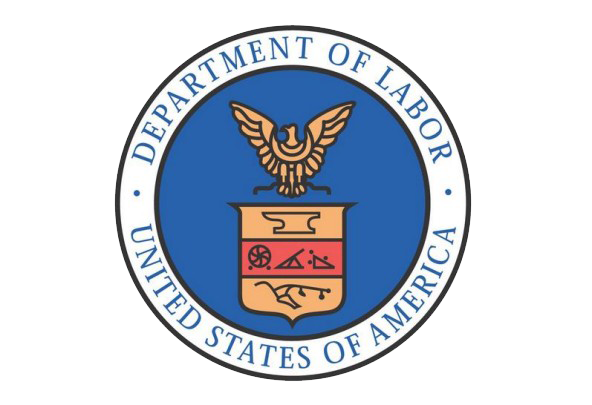 DEPARTMENT OF LABOR
UNITED STATES OF AMERICA